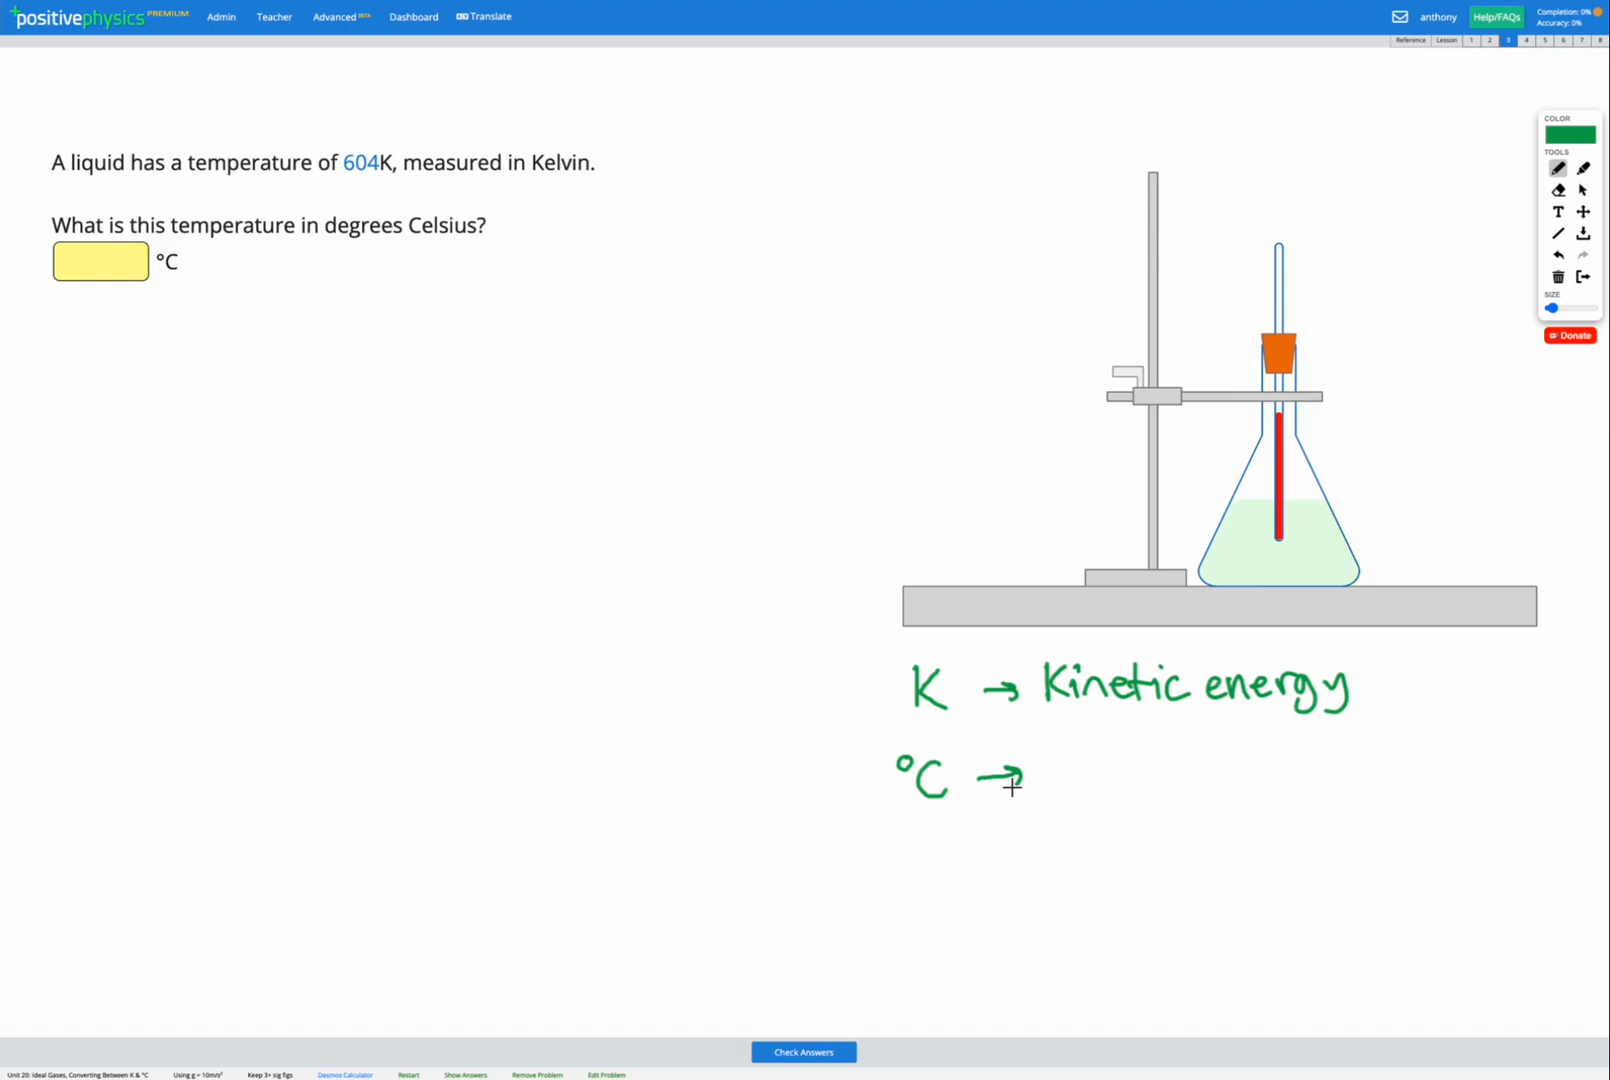 +positivephysics PREMIUM Admin Teacher Advanced BETA Dashboard Translate anthony Help/FAQs Completion: 0%
Accuracy: 0%
Reference Lesson 1 2 3 4 5 6 7 8
COLOR
TOOLS
T
SIZE
Donate
A liquid has a temperature of 604K, measured in Kelvin.
What is this temperature in degrees Celsius?
°C
K → Kinetic energy
°C →
Check Answers
Unit 20: Ideal Gases, Converting Between K & °C Using g = 10m/s² Keep 3+ sig figs Desmos Calculator Restart Show Answers Remove Problem Edit Problem